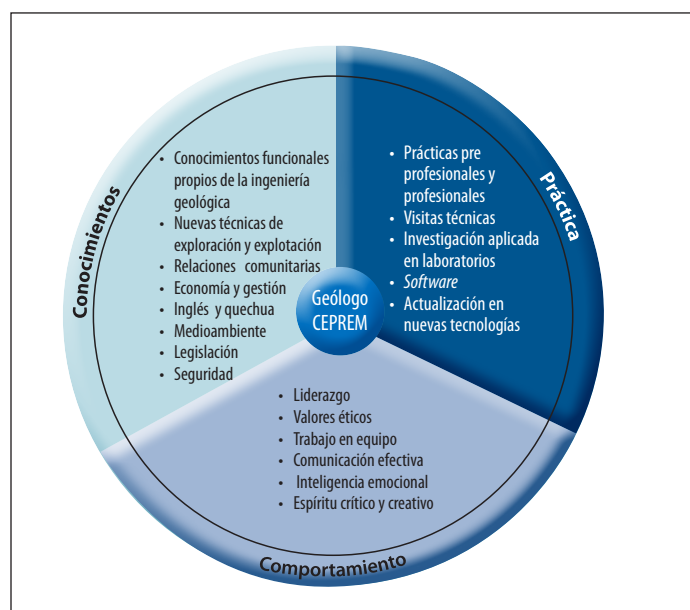 Conocimientos
• Conocimientos funcionales
propios de la ingeniería
geológica
• Nuevas técnicas de
exploración y explotación
• Relaciones comunitarias
• Economía y gestión
• Inglés y quechua
• Medioambiente
• Legislación
• Seguridad
Práctica
• Prácticas pre
profesionales y
profesionales
• Visitas técnicas
• Investigación aplicada
en laboratorios
• Software
• Actualización en
nuevas tecnologías
Geólogo
CEPREM
• Liderazgo
• Valores éticos
• Trabajo en equipo
• Comunicación efectiva
• Inteligencia emocional
• Espíritu crítico y creativo
Comportamiento